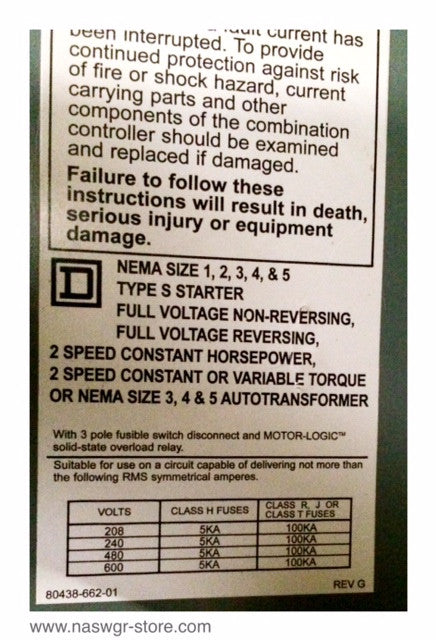 fault current has
been interrupted. To provide
continued protection against risk
of fire or shock hazard, current
carrying parts and other
components of the combination
controller should be examined
and replaced if damaged.
Failure to follow these
instructions will result in death,
serious injury or equipment
damage.
NEMA SIZE 1, 2, 3, 4, & 5
TYPE S STARTER
FULL VOLTAGE NON-REVERSING,
FULL VOLTAGE REVERSING,
2 SPEED CONSTANT HORSEPOWER,
2 SPEED CONSTANT OR VARIABLE TORQUE
OR NEMA SIZE 3, 4 & 5 AUTOTRANSFORMER
With 3 pole fusible switch disconnect and MOTOR-LOGIC™
solid-state overload relay.
Suitable for use on a circuit capable of delivering not more than
the following RMS symmetrical amperes.
VOLTS CLASS H FUSES CLASS R, J OR
CLASS T FUSES
208 5KA 100KA
240 5KA 100KA
480 5KA 100KA
600 5KA 100KA
80438-662-01 REV G
www.naswgr-store.com